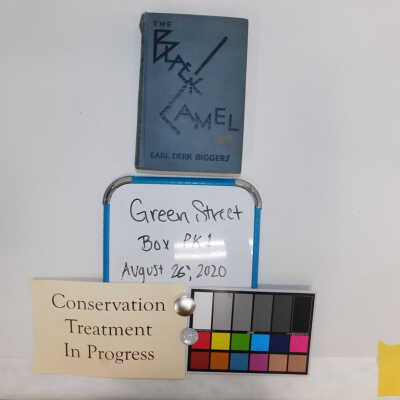 THE
BLACK
CAMEL
EARL DERR BIGGERS
Green Street
Box PK1
August 26, 2020
Conservation
Treatment
In Progress